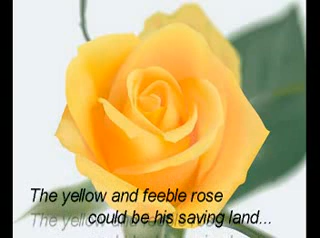 The yellow and feeble rose
could be his saving land...